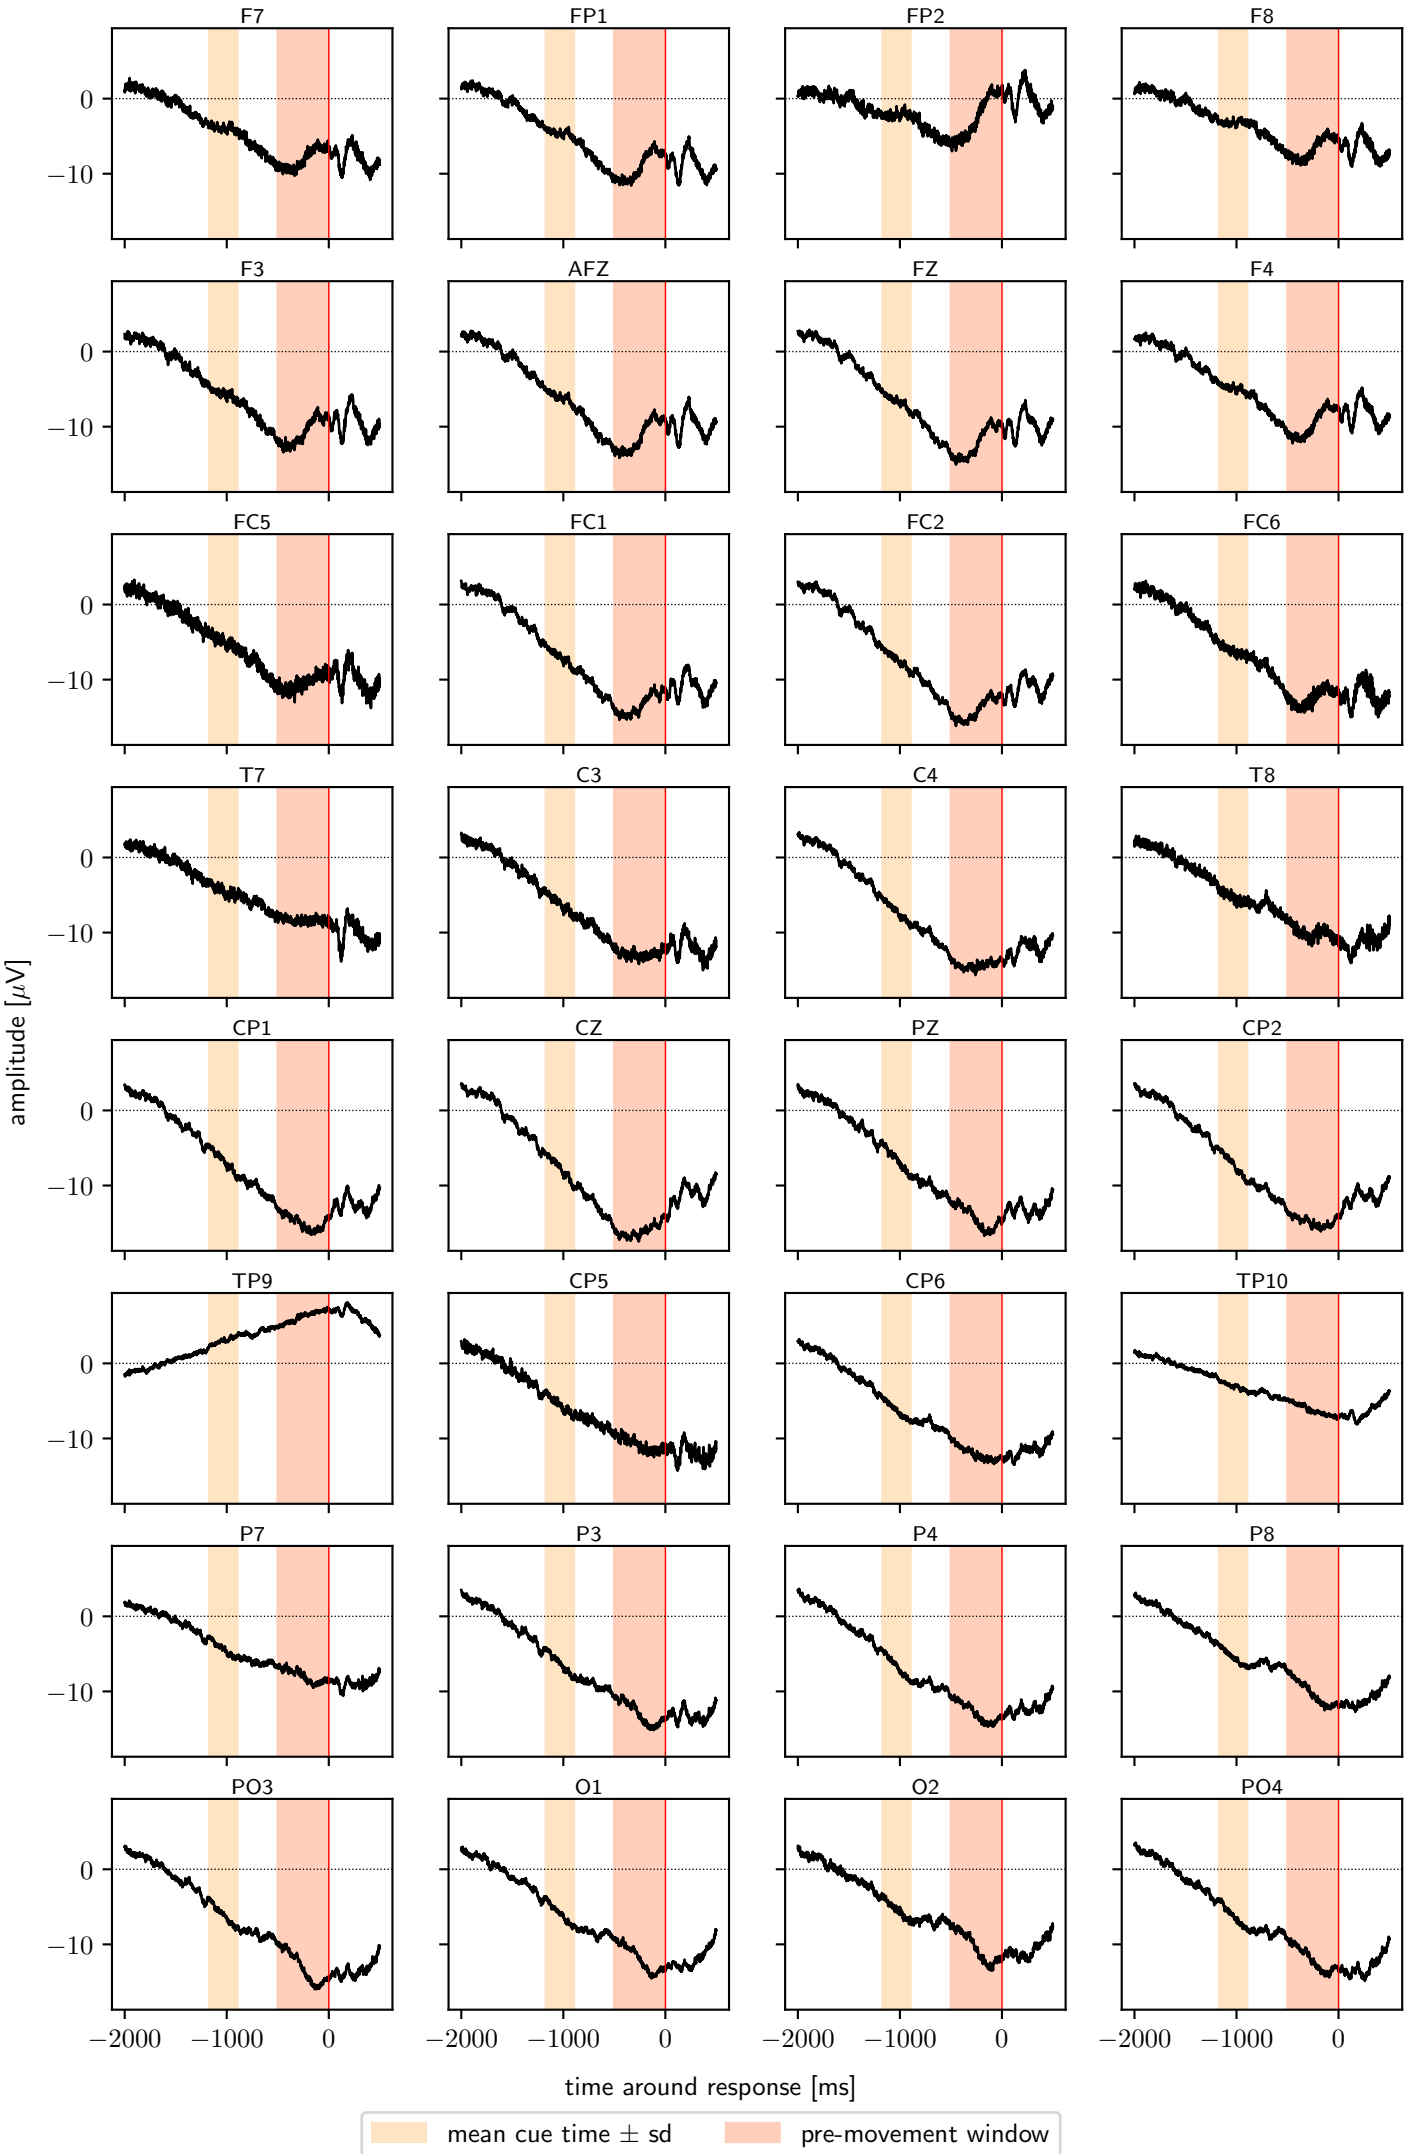 F7 FP1 FP2 F8
0
−10
F3 AFZ FZ F4
0
−10
FC5 FC1 FC2 FC6
0
−10
T7 C3 C4 T8
0
−10
amplitude [μV]
CP1 CZ PZ CP2
0
−10
TP9 CP5 CP6 TP10
0
−10
P7 P3 P4 P8
0
−10
PO3 O1 O2 PO4
0
−10
−2000 −1000 0 −2000 −1000 0 −2000 −1000 0 −2000 −1000 0
time around response [ms]
mean cue time ± sd pre-movement window